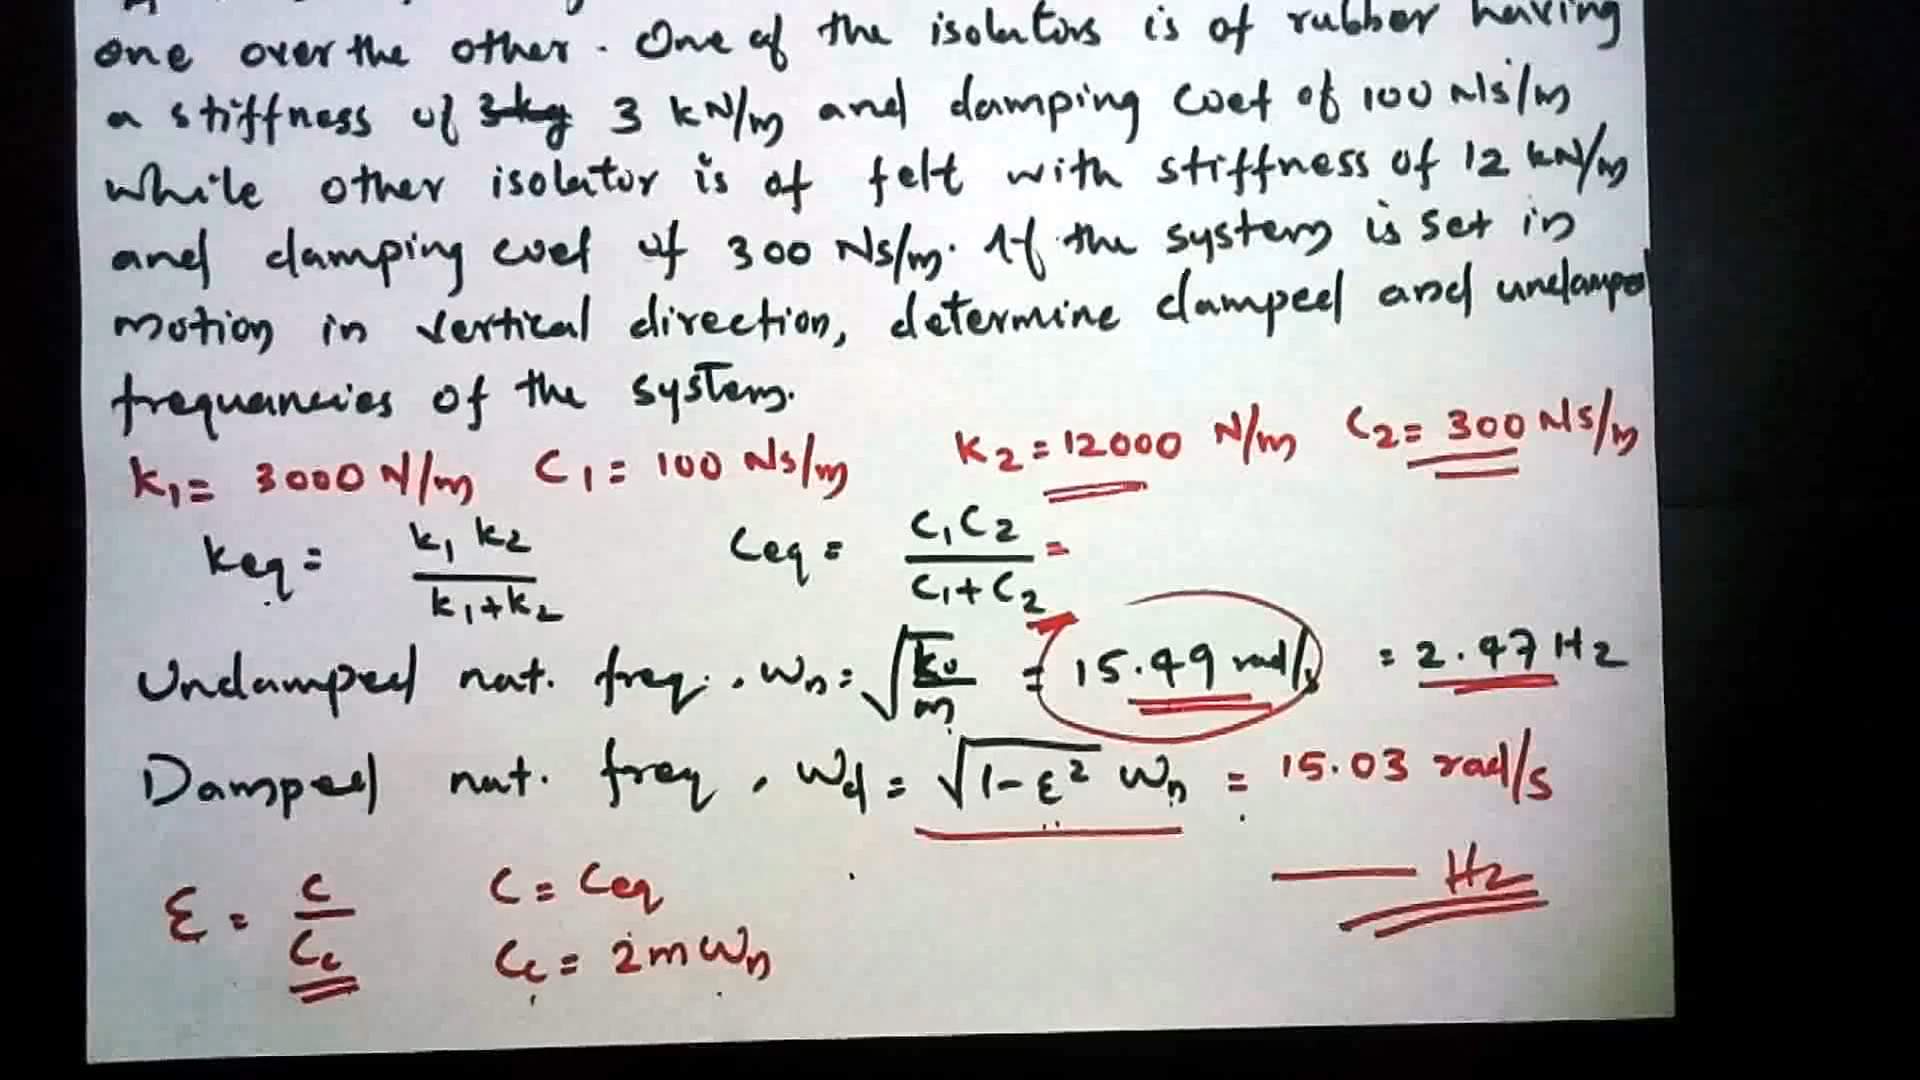 one over the other. One of the isolators is of rubber having
a stiffness of 3kg 3 kN/m and damping coef of 100 Ns/m
while other isolator is of felt with stiffness of 12 kN/m
and damping coef of 300 Ns/m. If the system is set in
motion in vertical direction, determine damped and undamped
frequancies of the system.
K1 = 3000 N/m C1 = 100 Ns/m K2 = 12000 N/m C2 = 300 Ns/m
Keq = k1 k2 / k1+k2 Ceq = C1C2 / C1+C2 =
Undamped nat. freq., ωn = √ / m = 15.49 rad/s = 2.47 Hz
Damped nat. freq, ωd = √1-ε² ωn = 15.03 rad/s
Hz
ε = C / Cc C = Ceq
Cc = 2mωn